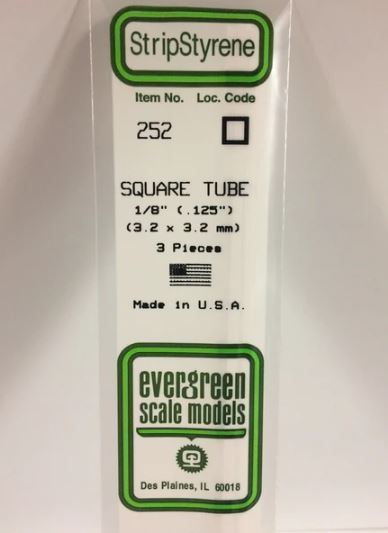 StripStyrene
Item No. Loc. Code
252
SQUARE TUBE
1/8" (.125")
(3.2 x 3.2 mm)
3 Pieces
Made in U.S.A.
evergreen
scale models
Des Plaines, IL 60018